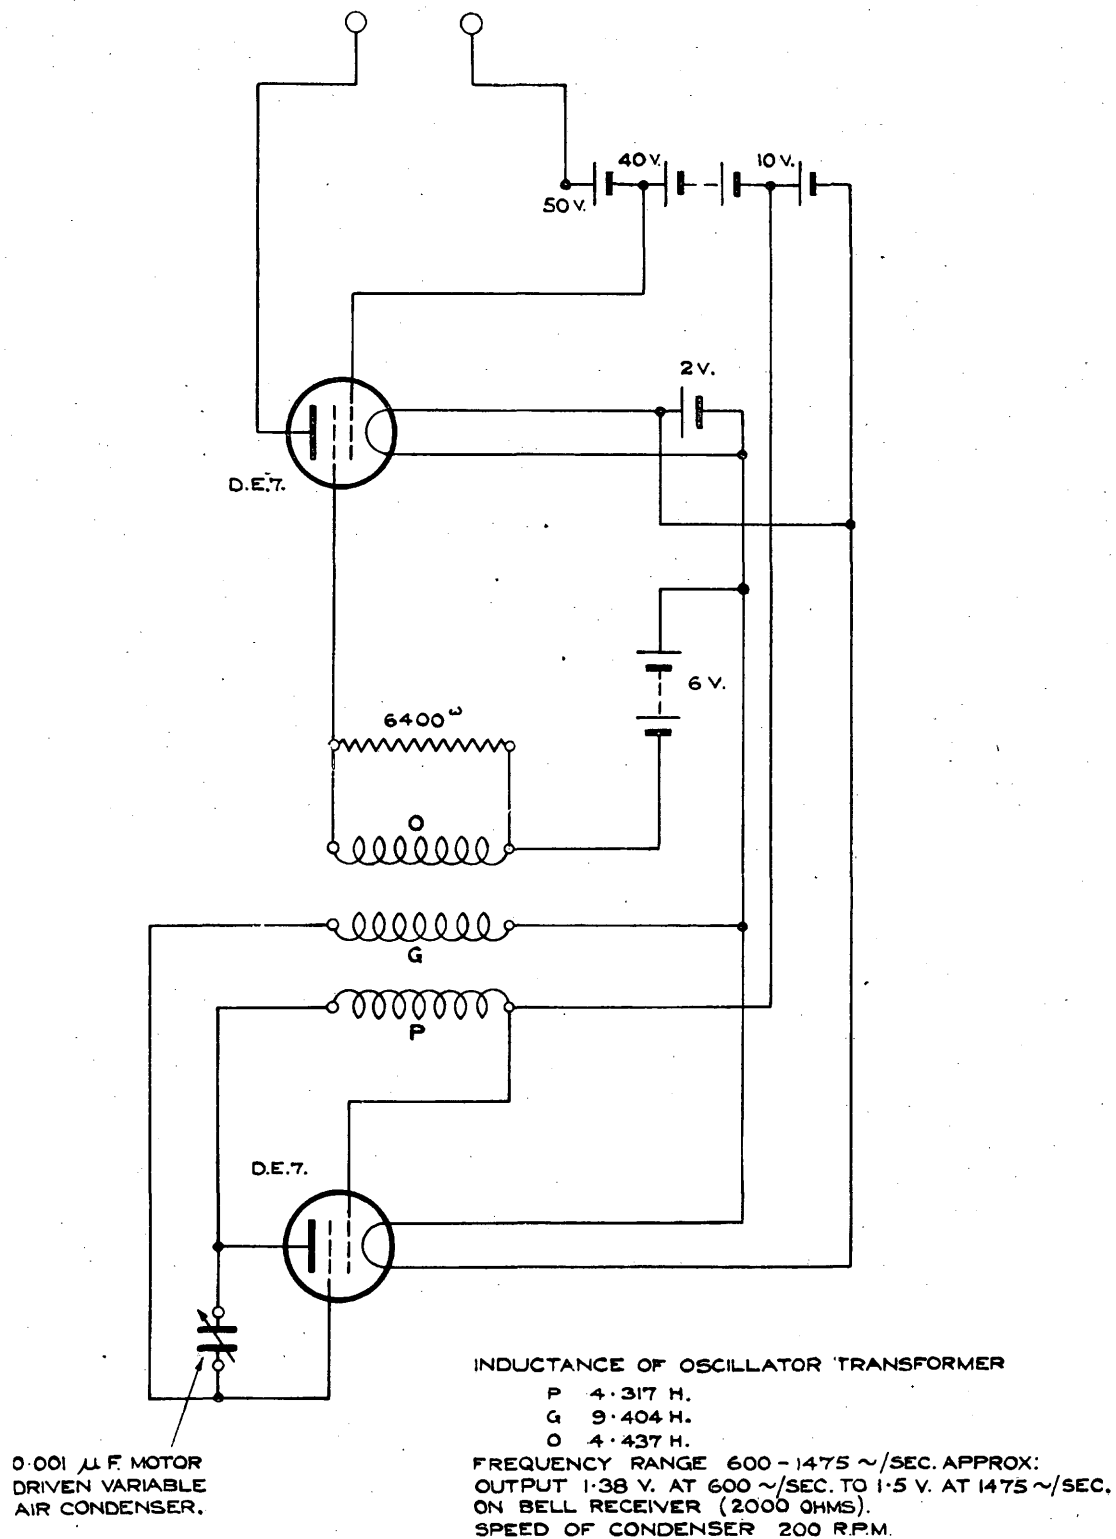 40 V.
10 V.
50 V.
2 V.
D.E.7.
6 V.
6400 ω
O
G
P
D.E.7.
INDUCTANCE OF OSCILLATOR TRANSFORMER
P 4·317 H.
G 9·404 H.
O 4·437 H.
0·001 μ F. MOTOR
DRIVEN VARIABLE
AIR CONDENSER.
FREQUENCY RANGE 600 - 1475 ~/SEC. APPROX:
OUTPUT 1·38 V. AT 600 ~/SEC. TO 1·5 V. AT 1475 ~/SEC.
ON BELL RECEIVER (2000 OHMS).
SPEED OF CONDENSER 200 R.P.M.